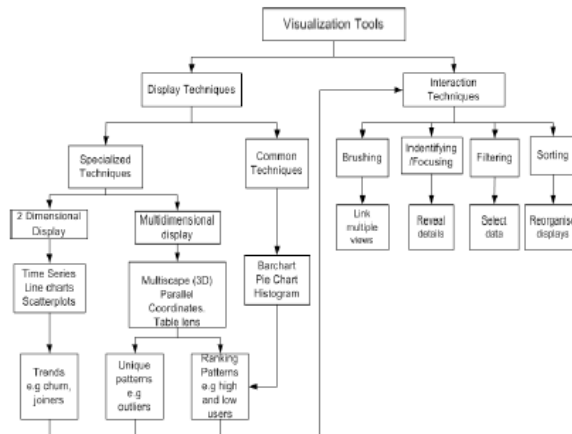 Visualization Tools
Display Techniques
Interaction
Techniques
Specialized
Techniques
Common
Techniques
Brushing
Indentifying
/Focusing
Filtering
Sorting
2 Dimensional
Display
Multidimensional
display
Link
multiple
views
Reveal
details
Select
data
Reorganise
displays
Time Series
Line charts
Scatterplots
Multiscape (3D)
Parallel
Coordinates.
Table lens
Barchart
Pie Chart
Histogram
Trends
e.g churn,
joiners
Unique
patterns
e.g
outliers
Ranking
Patterns
e.g high
and low
users